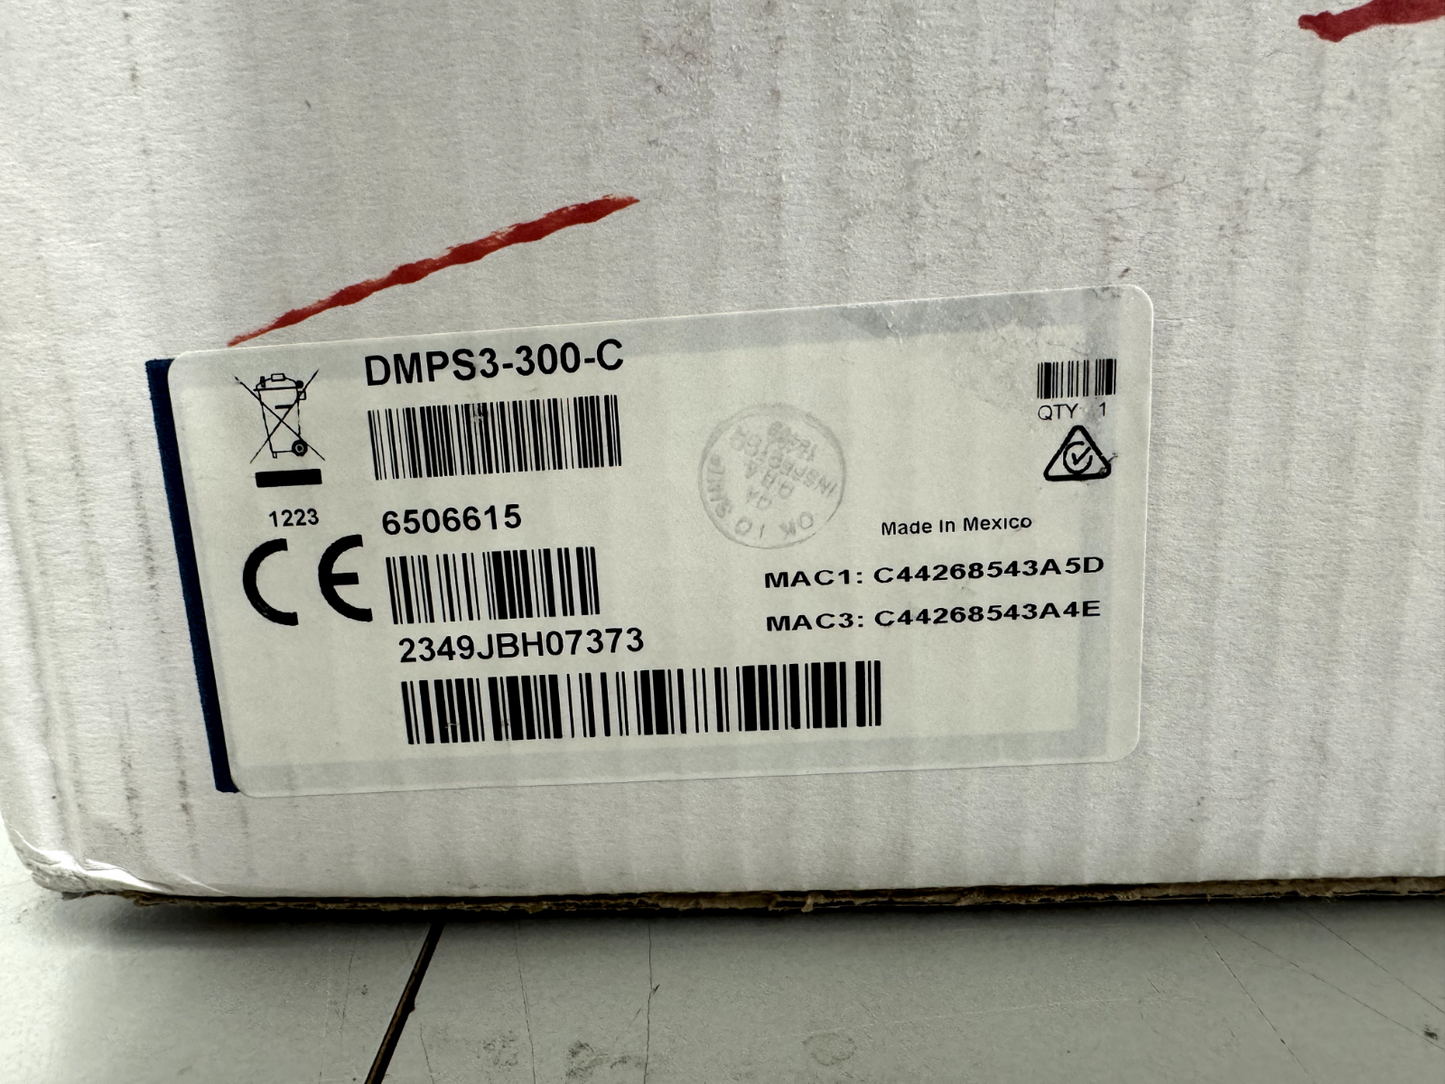 DMPS3-300-C
QTY 1
1223
6506615
CE
Made In Mexico
MAC1: C44268543A5D
MAC3: C44268543A4E
2349JBH07373